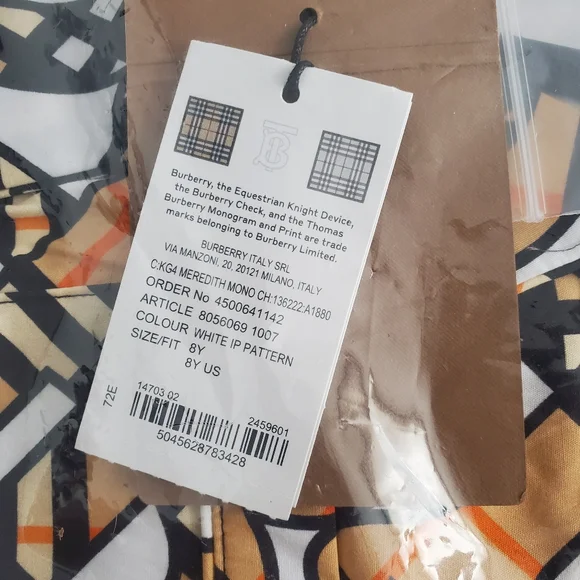 Burberry, the Equestrian Knight Device,
the Burberry Check, and the Thomas
Burberry Monogram and Print are trade
marks belonging to Burberry Limited.
BURBERRY ITALY SRL
VIA MANZONI, 20, 20121 MILANO, ITALY
C:KG4 MEREDITH MONO CH:136222:A1880
ORDER No 4500641142
ARTICLE 8056069 1007
COLOUR WHITE IP PATTERN
SIZE/FIT 8Y
8Y US
72E
14703 02
2459601
5045628783428